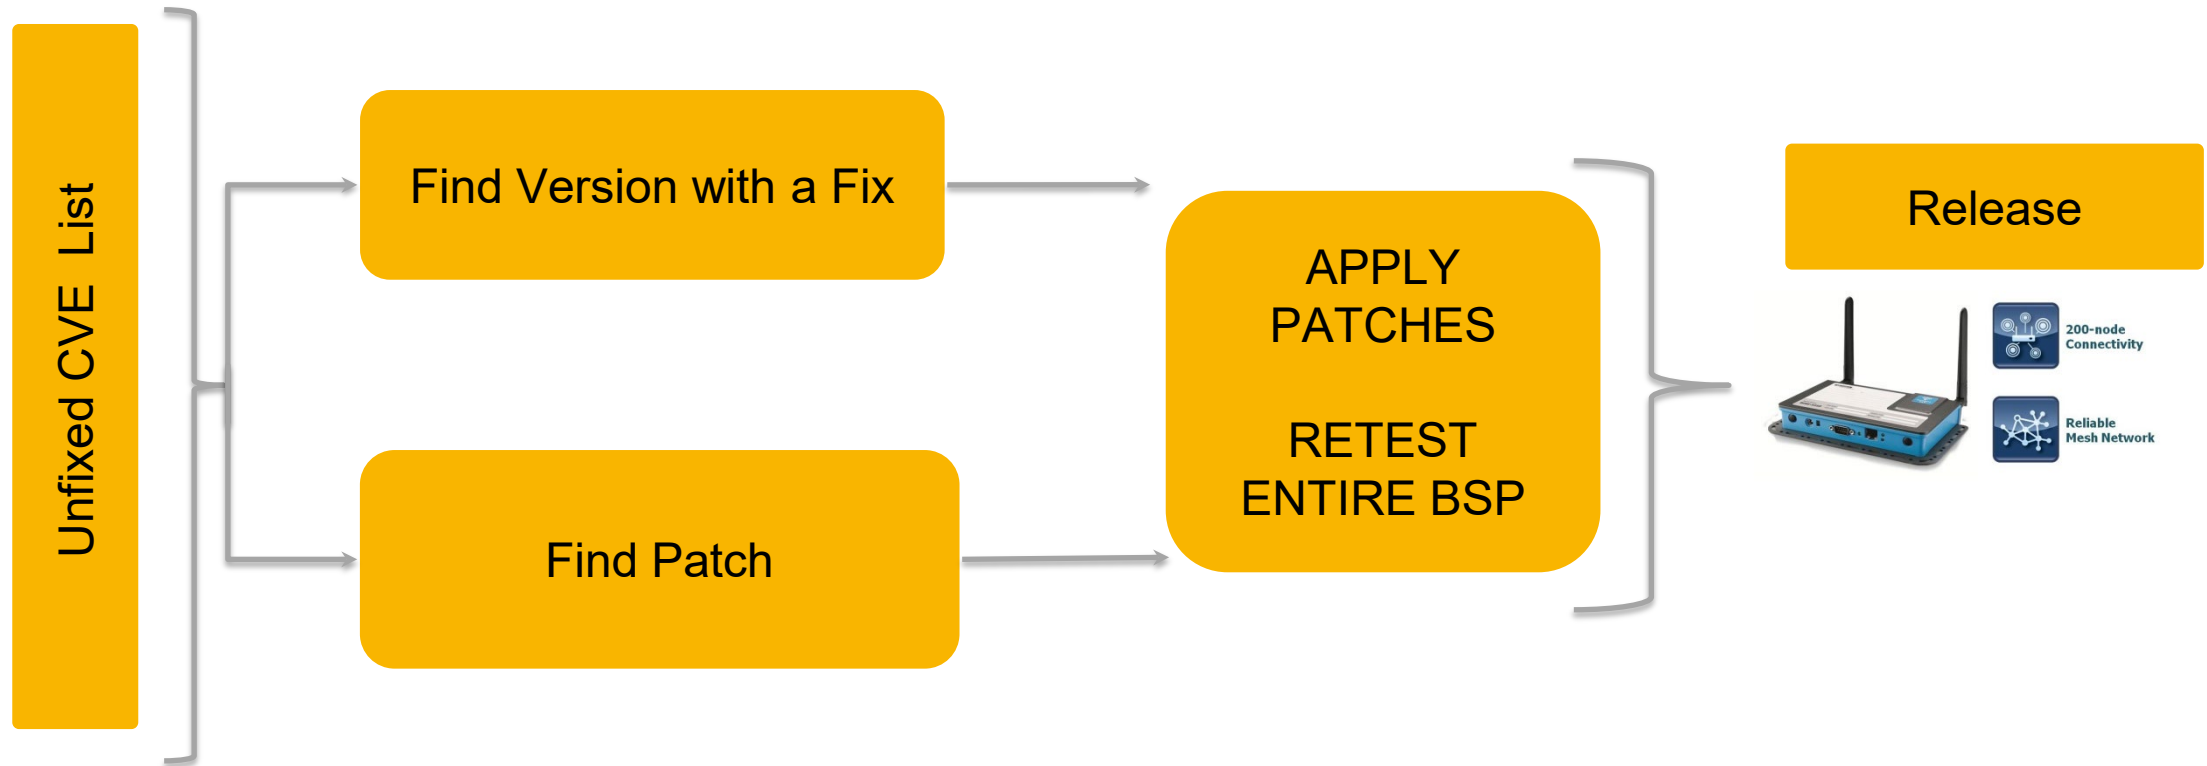 Unfixed CVE List
Find Version with a Fix
Find Patch
APPLY
PATCHES
RETEST
ENTIRE BSP
Release
200-node
Connectivity
Reliable
Mesh Network